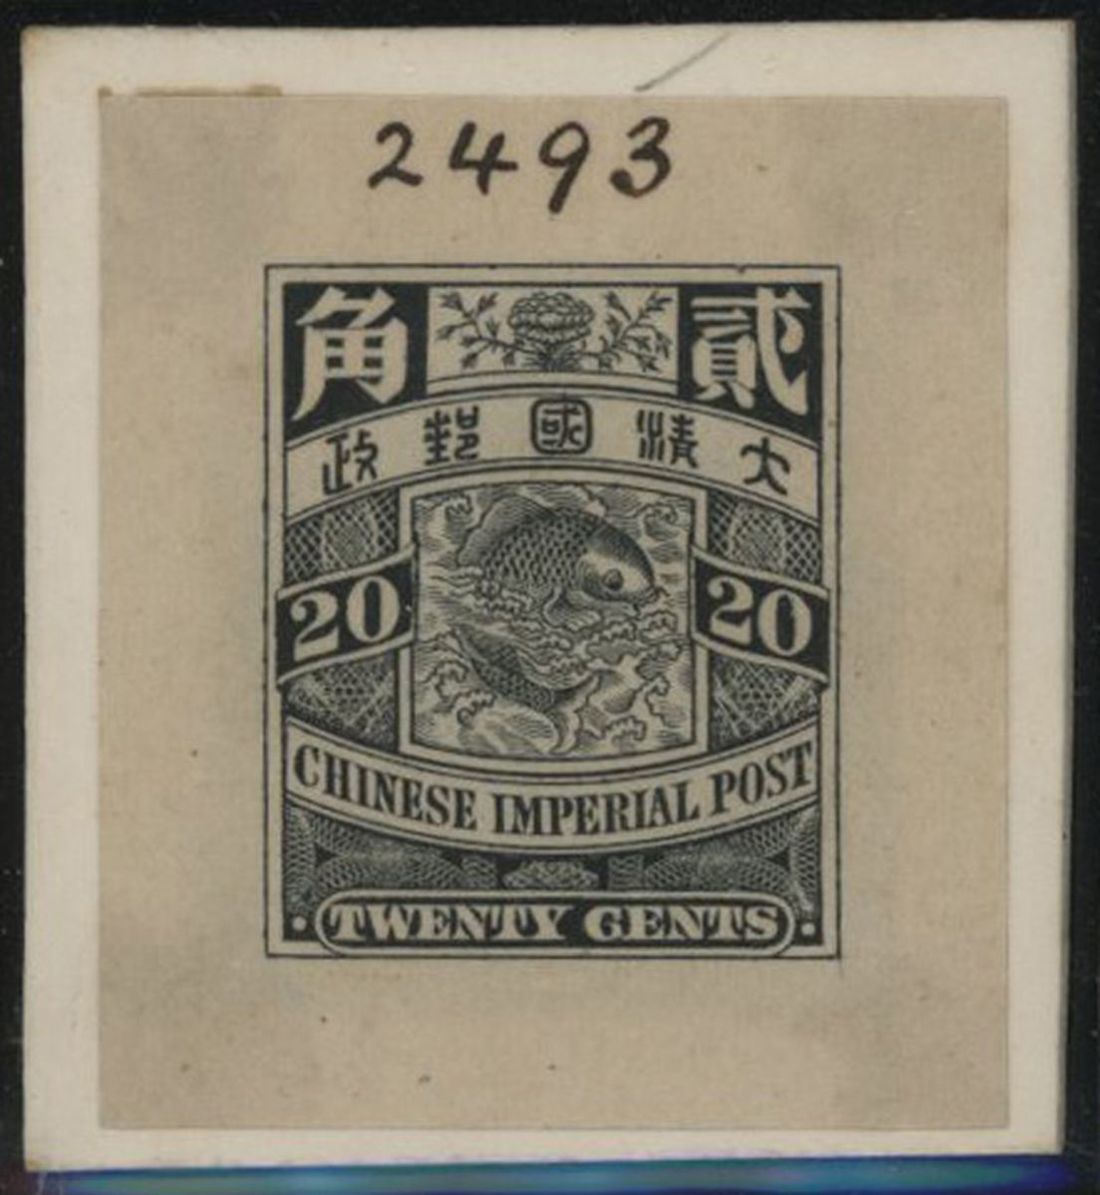 2493
貳角
大清國郵政
20 20
CHINESE IMPERIAL POST
TWENTY CENTS